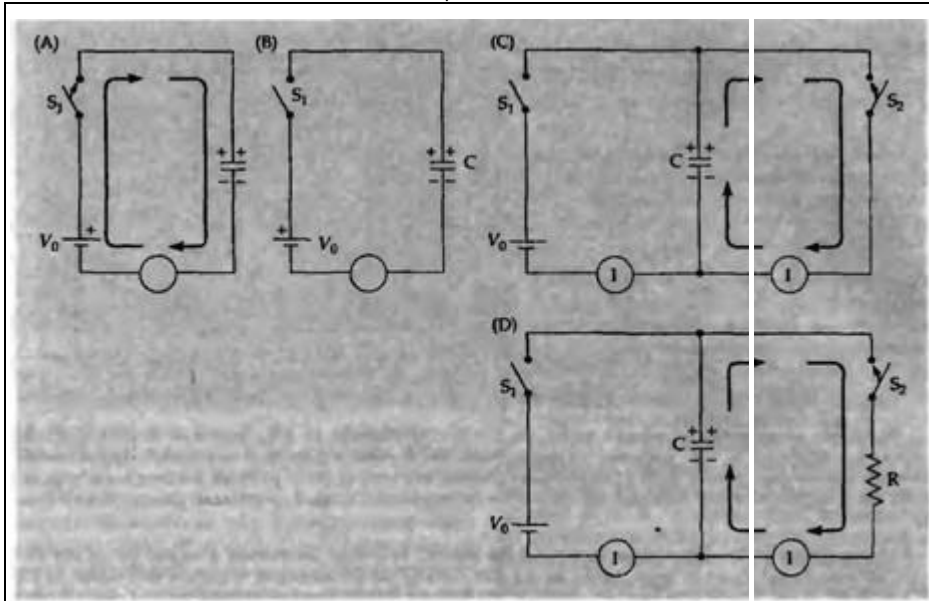 (A)
S₁
+ +
– –
V₀
+
(B)
S₁
+ +
C
– –
+
V₀
(C)
S₁
S₂
+ +
C
– –
V₀
I
I
(D)
S₁
S₂
+ +
C
– –
R
V₀
I
I